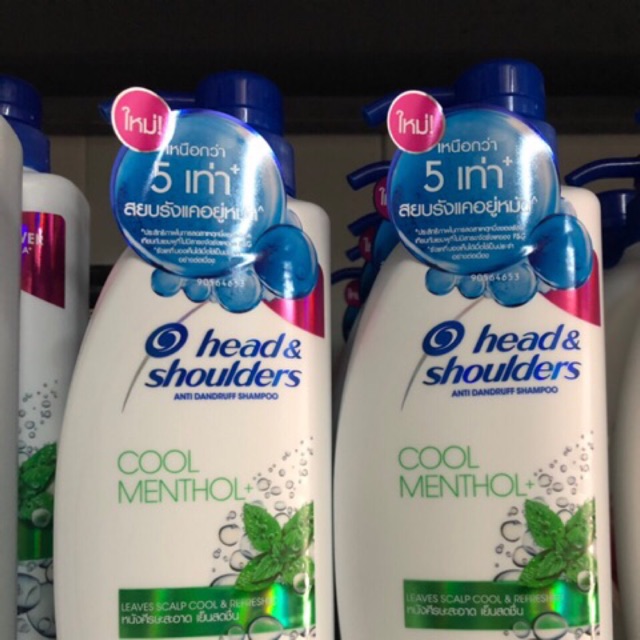 ใหม่!
เหนือกว่า
5 เท่า+
สยบรังแคอยู่หมัด^
90564653
head &
shoulders
ANTI DANDRUFF SHAMPOO
COOL
MENTHOL+
LEAVES SCALP COOL & REFRESH
หนังศีรษะสะอาด เย็นสดชื่น
ใหม่!
เหนือกว่า
5 เท่า+
สยบรังแคอยู่หมัด^
90564653
head &
shoulders
ANTI DANDRUFF SHAMPOO
COOL
MENTHOL+
LEAVES SCALP COOL & REFRESH
หนังศีรษะสะอาด เย็นสดชื่น